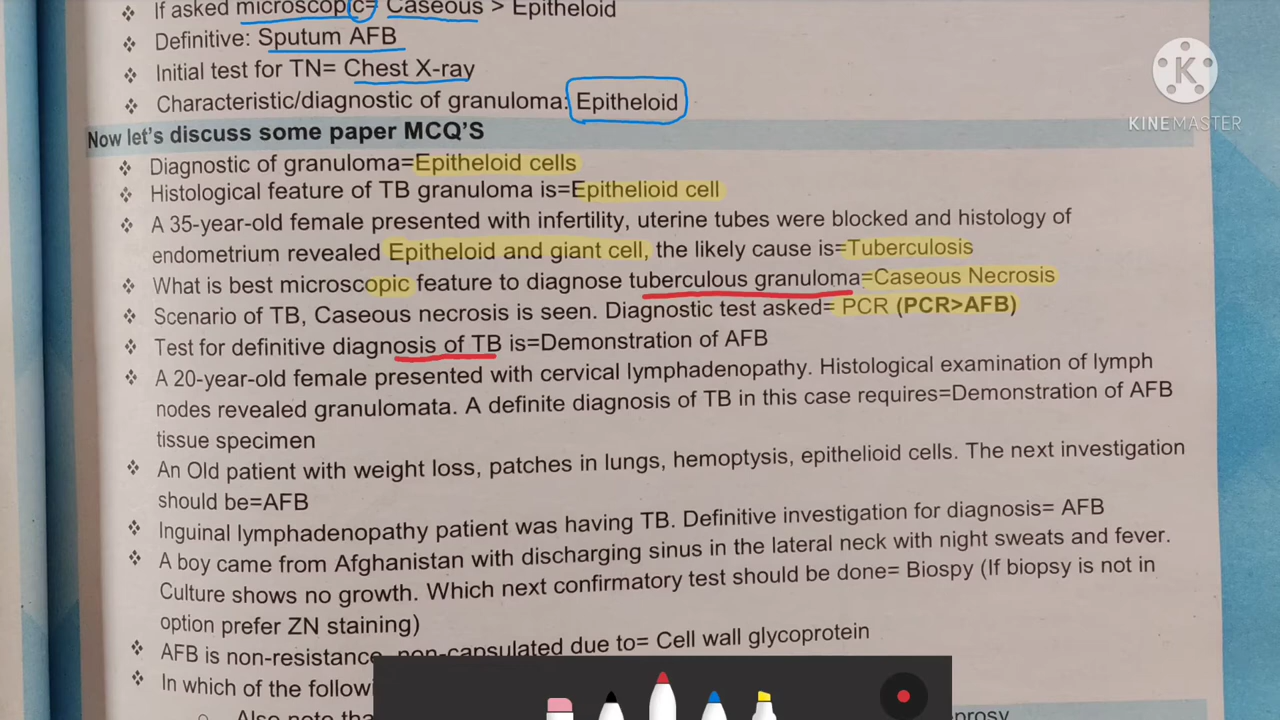 If asked microscopic= Caseous > Epitheloid
Definitive: Sputum AFB
Initial test for TN= Chest X-ray
Characteristic/diagnostic of granuloma: Epitheloid
KINEMASTER
Now let's discuss some paper MCQ'S
Diagnostic of granuloma=Epitheloid cells
Histological feature of TB granuloma is=Epithelioid cell
A 35-year-old female presented with infertility, uterine tubes were blocked and histology of
endometrium revealed Epitheloid and giant cell, the likely cause is=Tuberculosis
What is best microscopic feature to diagnose tuberculous granuloma=Caseous Necrosis
Scenario of TB, Caseous necrosis is seen. Diagnostic test asked= PCR (PCR>AFB)
Test for definitive diagnosis of TB is=Demonstration of AFB
A 20-year-old female presented with cervical lymphadenopathy. Histological examination of lymph
nodes revealed granulomata. A definite diagnosis of TB in this case requires=Demonstration of AFB
tissue specimen
An Old patient with weight loss, patches in lungs, hemoptysis, epithelioid cells. The next investigation
should be=AFB
Inguinal lymphadenopathy patient was having TB. Definitive investigation for diagnosis= AFB
A boy came from Afghanistan with discharging sinus in the lateral neck with night sweats and fever.
Culture shows no growth. Which next confirmatory test should be done= Biospy (If biopsy is not in
option prefer ZN staining)
AFB is non-resistance, non-capsulated due to= Cell wall glycoprotein
In which of the follow
Also note tha